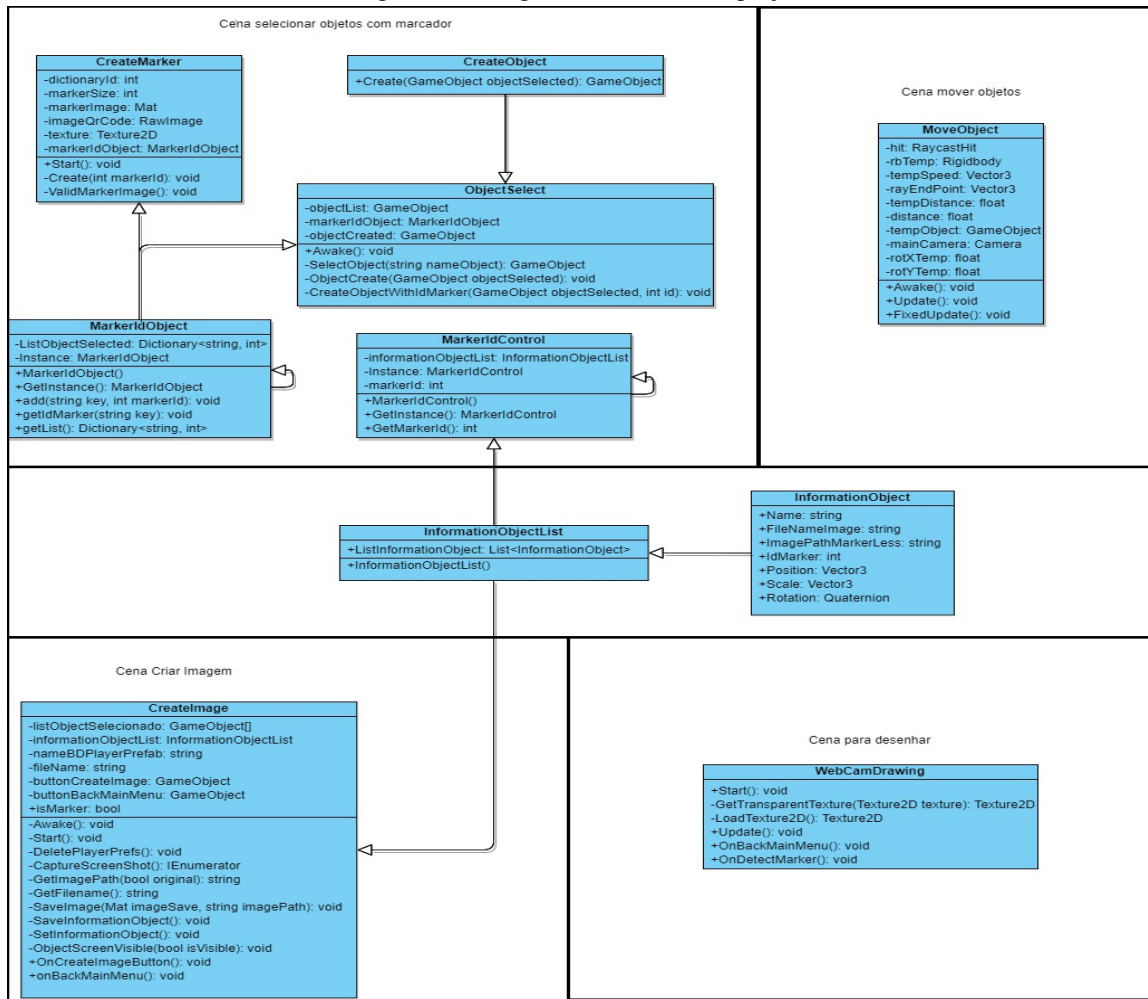 Cena selecionar objetos com marcador
CreateMarker
-dictionaryId: int
-markerSize: int
-markerImage: Mat
-imageQrCode: RawImage
-texture: Texture2D
-markerIdObject: MarkerIdObject
+Start(): void
-Create(int markerId): void
-ValidMarkerImage(): void
CreateObject
+Create(GameObject objectSelected): GameObject
ObjectSelect
-objectList: GameObject
-markerIdObject: MarkerIdObject
-objectCreated: GameObject
+Awake(): void
-SelectObject(string nameObject): GameObject
-ObjectCreate(GameObject objectSelected): void
-CreateObjectWithIdMarker(GameObject objectSelected, int id): void
MarkerIdObject
-ListObjectSelected: Dictionary<string, int>
-Instance: MarkerIdObject
+MarkerIdObject()
+GetInstance(): MarkerIdObject
+add(string key, int markerId): void
+getIdMarker(string key): void
+getList(): Dictionary<string, int>
MarkerIdControl
-informationObjectList: InformationObjectList
-Instance: MarkerIdControl
-markerId: int
+MarkerIdControl()
+GetInstance(): MarkerIdControl
+GetMarkerId(): int
Cena mover objetos
MoveObject
-hit: RaycastHit
-rbTemp: Rigidbody
-tempSpeed: Vector3
-rayEndPoint: Vector3
-tempDistance: float
-distance: float
-tempObject: GameObject
-mainCamera: Camera
-rotXTemp: float
-rotYTemp: float
+Awake(): void
+Update(): void
+FixedUpdate(): void
InformationObjectList
+ListInformationObject: List<InformationObject>
+InformationObjectList()
InformationObject
+Name: string
+FileNameImage: string
+ImagePathMarkerLess: string
+IdMarker: int
+Position: Vector3
+Scale: Vector3
+Rotation: Quaternion
Cena Criar Imagem
CreateImage
-listObjectSelecionado: GameObject[]
-informationObjectList: InformationObjectList
-nameBDPlayerPrefab: string
-fileName: string
-buttonCreateImage: GameObject
-buttonBackMainMenu: GameObject
+isMarker: bool
-Awake(): void
-Start(): void
-DeletePlayerPrefs(): void
-CaptureScreenShot(): IEnumerator
-GetImagePath(bool original): string
-GetFilename(): string
-SaveImage(Mat imageSave, string imagePath): void
-SaveInformationObject(): void
-SetInformationObject(): void
-ObjectScreenVisible(bool isVisible): void
+OnCreateImageButton(): void
+onBackMainMenu(): void
Cena para desenhar
WebCamDrawing
+Start(): void
-GetTransparentTexture(Texture2D texture): Texture2D
-LoadTexture2D(): Texture2D
+Update(): void
+OnBackMainMenu(): void
+OnDetectMarker(): void